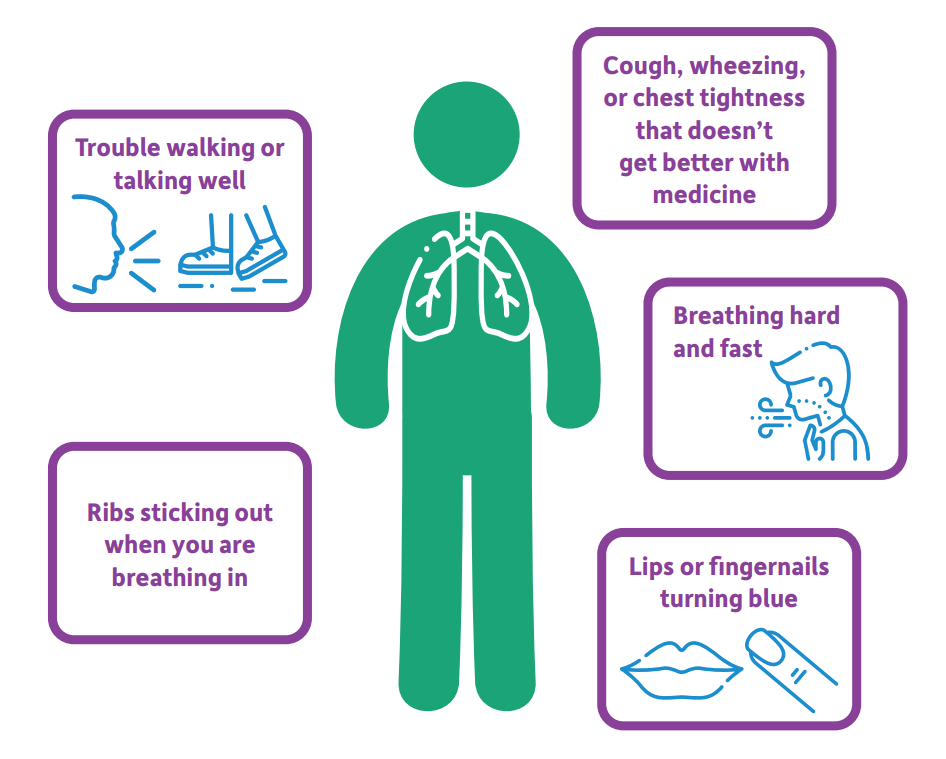 Trouble walking or
talking well
Ribs sticking out
when you are
breathing in
Cough, wheezing,
or chest tightness
that doesn’t
get better with
medicine
Breathing hard
and fast
Lips or fingernails
turning blue